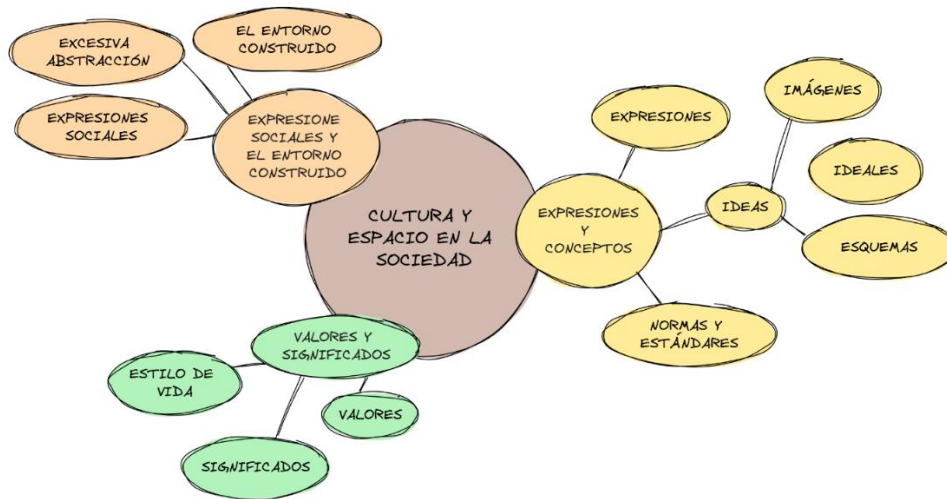 EXCESIVA
ABSTRACCIÓN
EL ENTORNO
CONSTRUIDO
EXPRESIONES
SOCIALES
EXPRESIONE
SOCIALES Y
EL ENTORNO
CONSTRUIDO
CULTURA Y
ESPACIO EN LA
SOCIEDAD
EXPRESIONES
Y
CONCEPTOS
EXPRESIONES
IDEAS
IMÁGENES
IDEALES
ESQUEMAS
NORMAS Y
ESTÁNDARES
VALORES Y
SIGNIFICADOS
ESTILO DE
VIDA
VALORES
SIGNIFICADOS